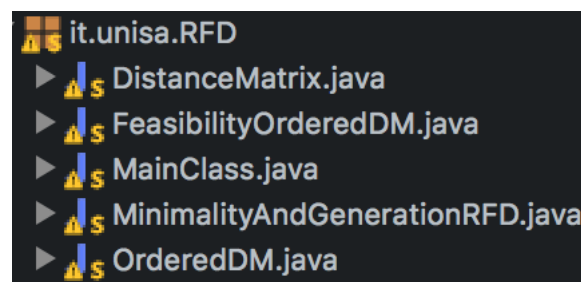 it.unisa.RFD
DistanceMatrix.java
FeasibilityOrderedDM.java
MainClass.java
MinimalityAndGenerationRFD.java
OrderedDM.java